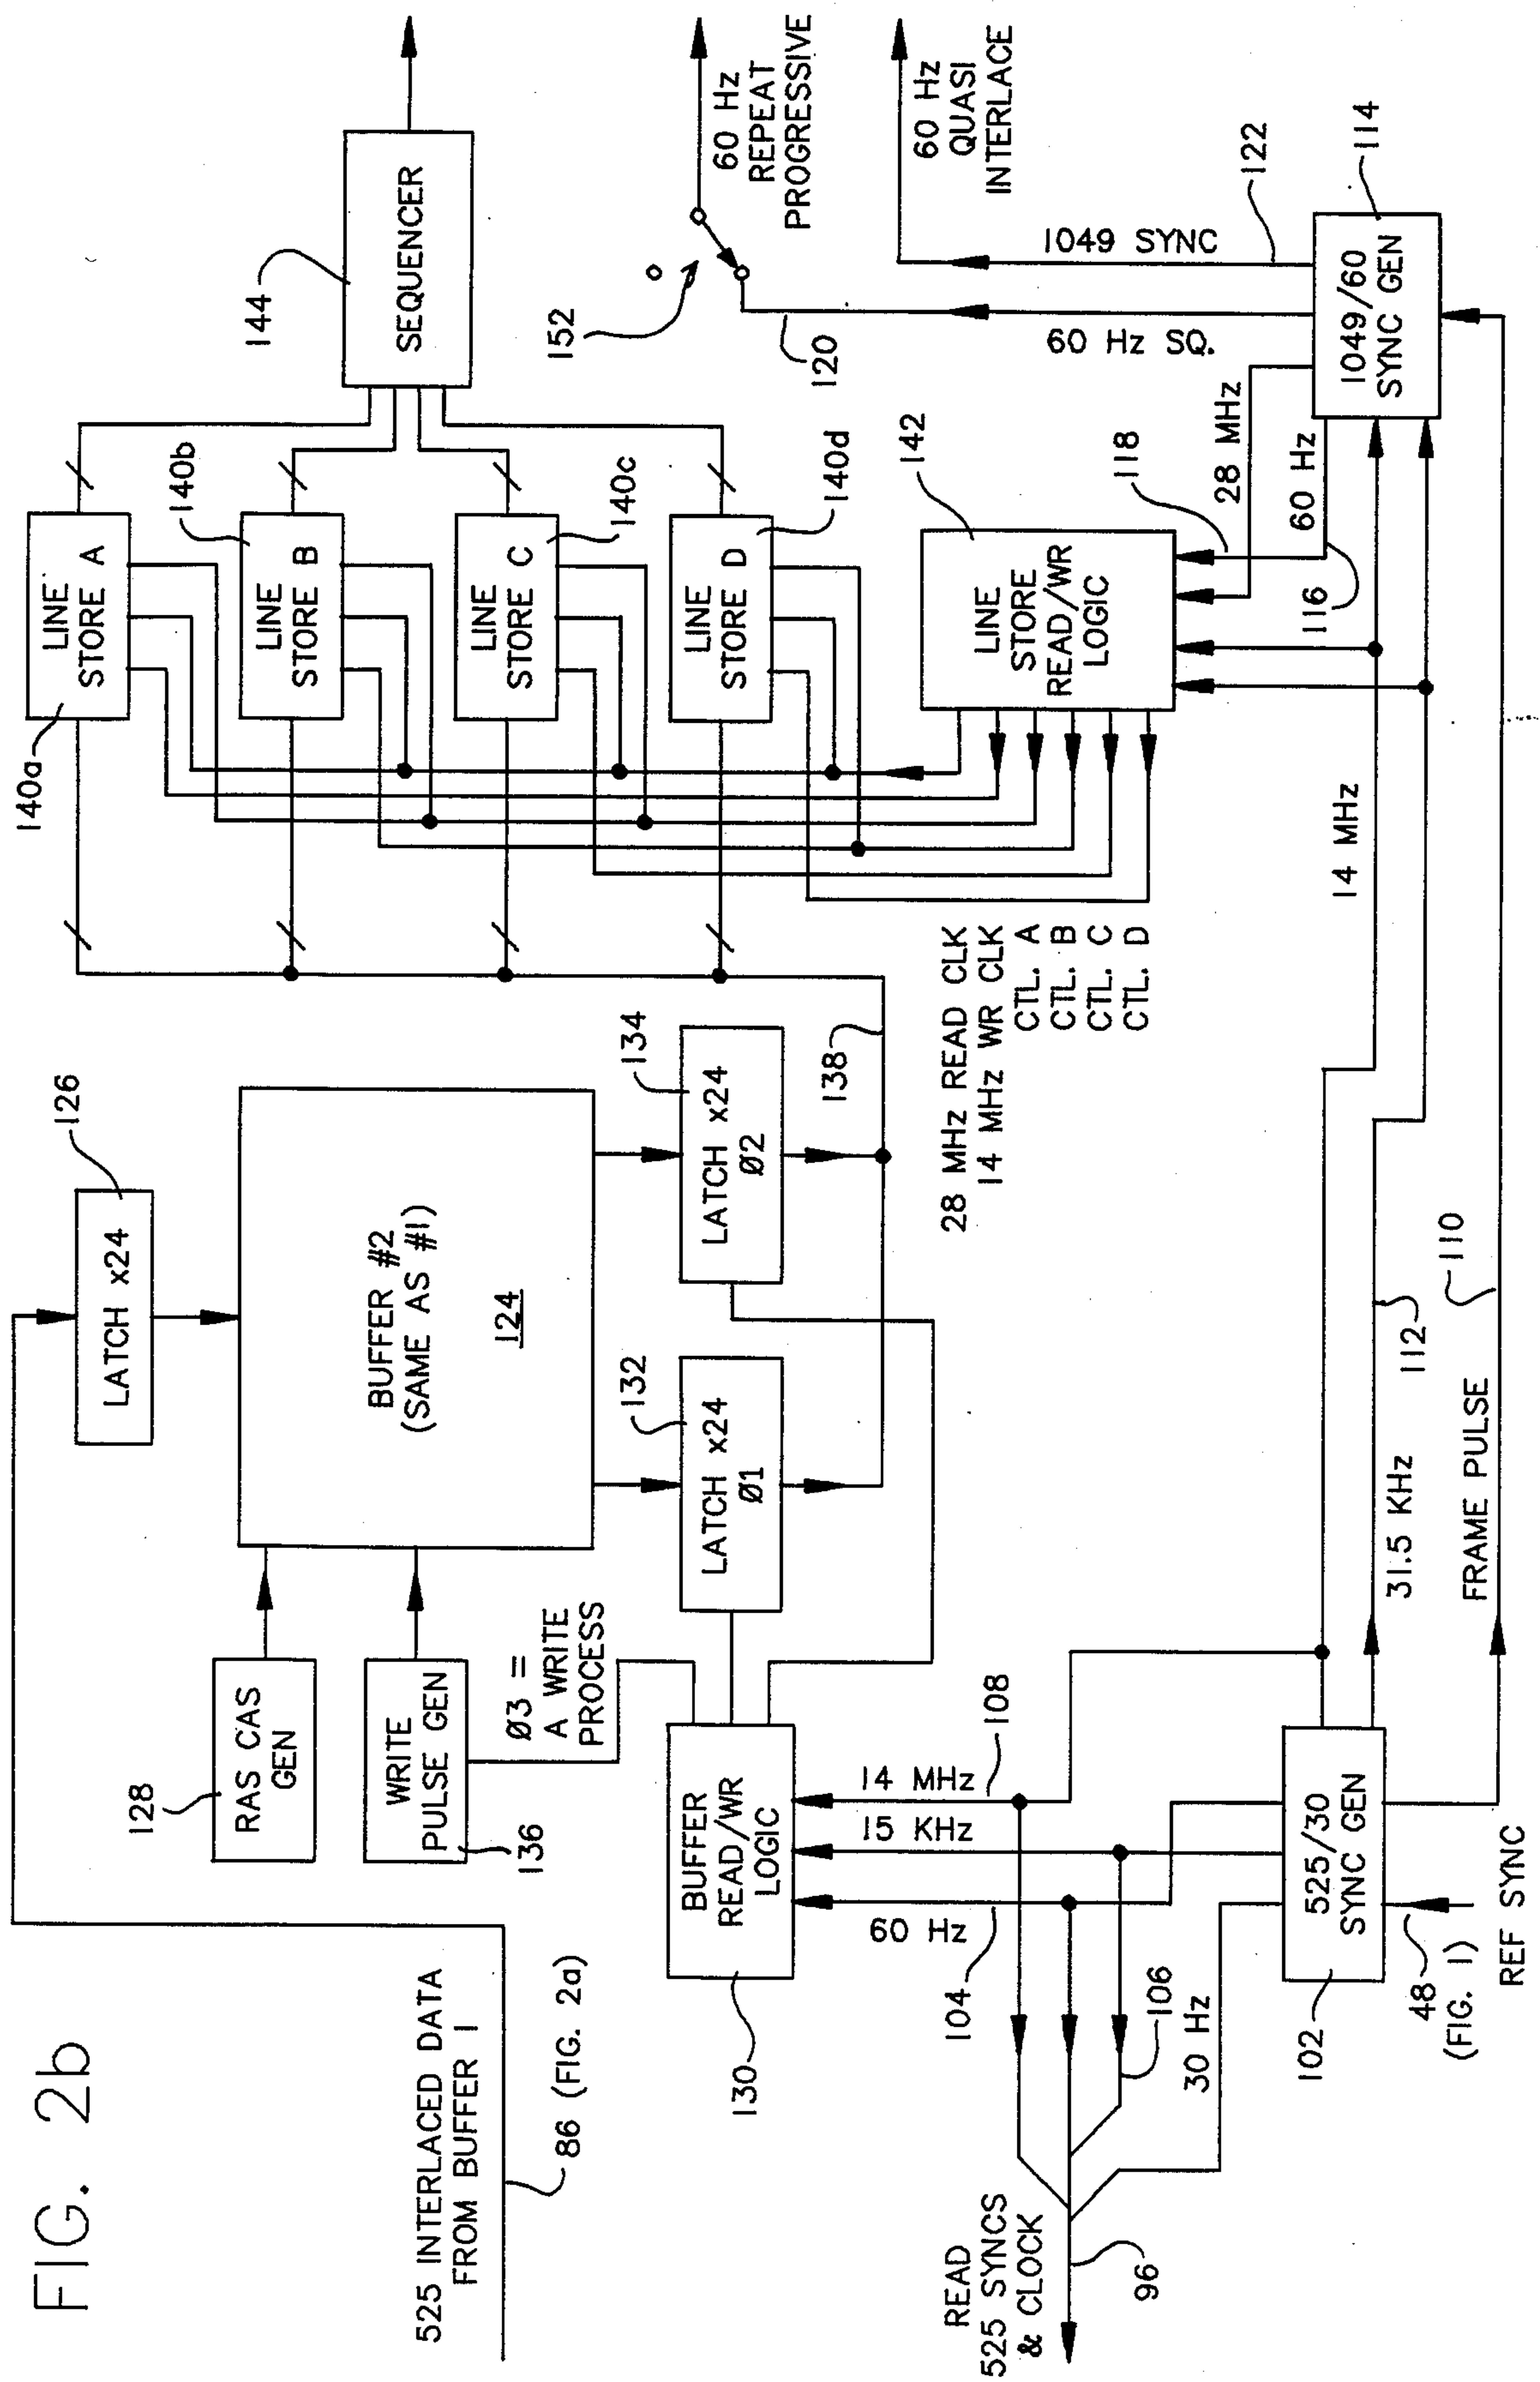 FIG. 2b
525 INTERLACED DATA
FROM BUFFER 1
86 (FIG. 2a)
126
LATCH x24
128
RAS CAS
GEN
WRITE
PULSE GEN
136
BUFFER #2
(SAME AS #1)
124
Ø3 =
A WRITE
PROCESS
132
LATCH x24
Ø1
134
LATCH x24
Ø2
138
130
BUFFER
READ/WR
LOGIC
14 MHz
108
15 KHz
60 Hz
104
106
30 Hz
READ
525 SYNCS
& CLOCK
96
102
525/30
SYNC GEN
48
(FIG. 1)
REF SYNC
31.5 KHz
112
FRAME PULSE
110
14 MHz
140a
LINE
STORE A
140b
LINE
STORE B
140c
LINE
STORE C
140d
LINE
STORE D
144
SEQUENCER
28 MHz READ CLK
14 MHz WR CLK
CTL. A
CTL. B
CTL. C
CTL. D
142
LINE
STORE
READ/WR
LOGIC
118
28 MHz
60 Hz
116
114
1049/60
SYNC GEN
60 Hz SQ.
120
1049 SYNC
122
152
60 Hz
REPEAT
PROGRESSIVE
60 Hz
QUASI
INTERLACE